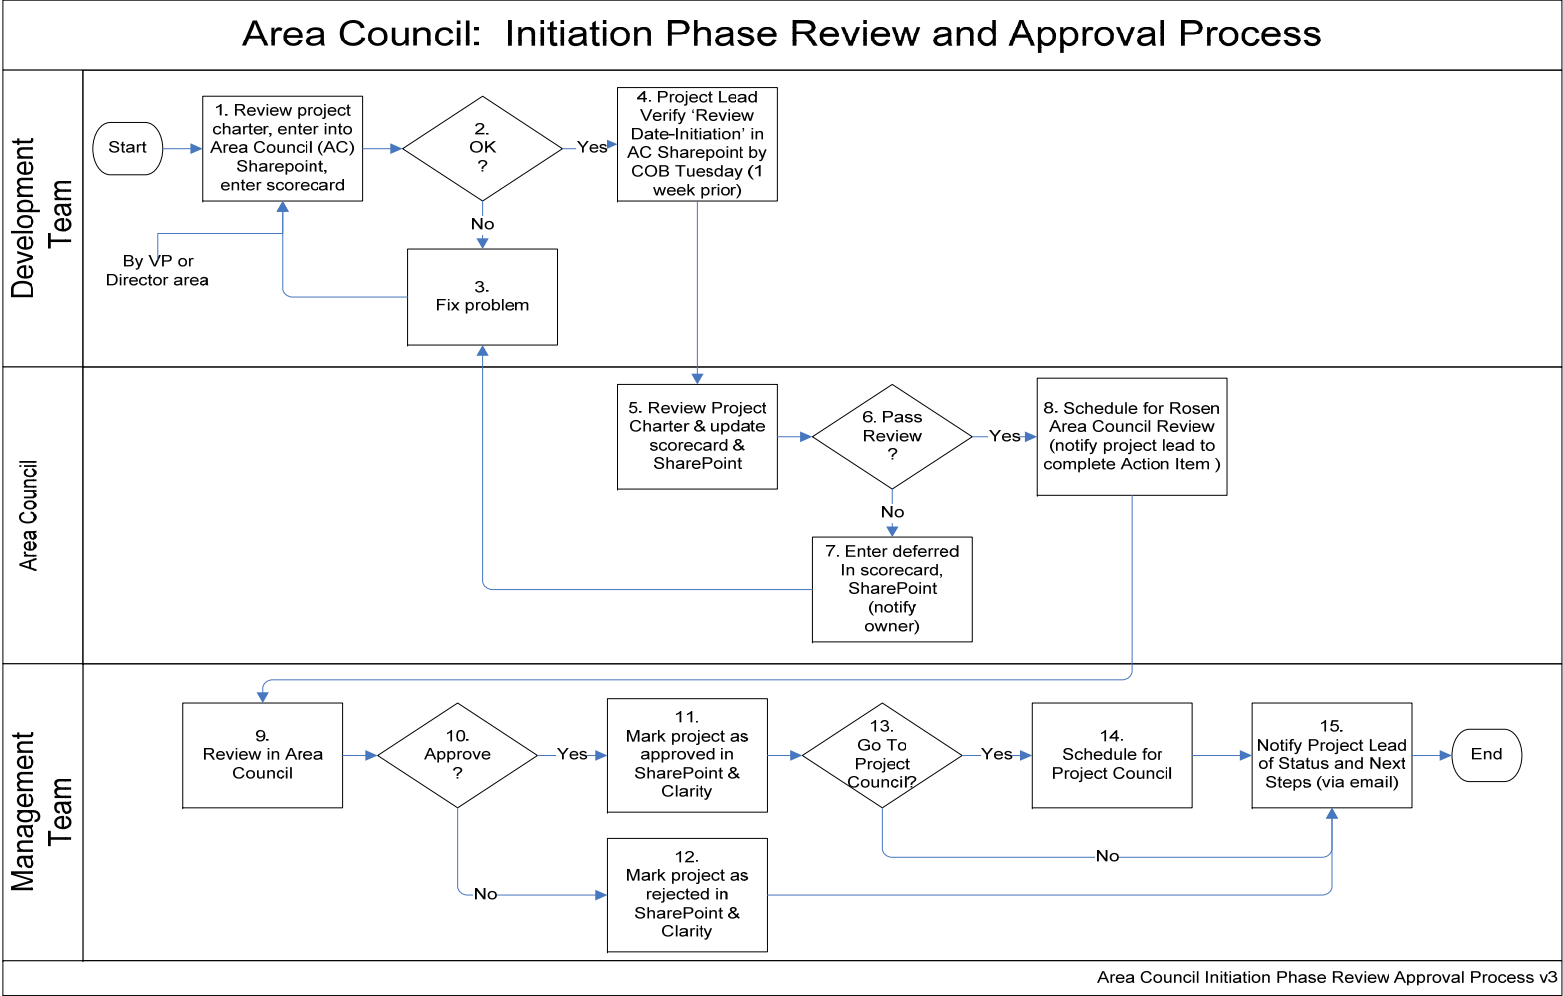 Area Council:  Initiation Phase Review and Approval Process
Development
Team
Start
1. Review project
charter, enter into
Area Council (AC)
Sharepoint,
enter scorecard
2.
OK
?
Yes
4. Project Lead
Verify ‘Review
Date-Initiation’ in
AC Sharepoint by
COB Tuesday (1
week prior)
No
By VP or
Director area
3.
Fix problem
Area Council
5. Review Project
Charter & update
scorecard &
SharePoint
6. Pass
Review
?
Yes
8. Schedule for Rosen
Area Council Review
(notify project lead to
complete Action Item )
No
7. Enter deferred
In scorecard,
SharePoint
(notify
owner)
Management
Team
9.
Review in Area
Council
10.
Approve
?
Yes
11.
Mark project as
approved in
SharePoint &
Clarity
13.
Go To
Project
Council?
Yes
14.
Schedule for
Project Council
15.
Notify Project Lead
of Status and Next
Steps (via email)
End
No
No
12.
Mark project as
rejected in
SharePoint &
Clarity
Area Council Initiation Phase Review Approval Process v3